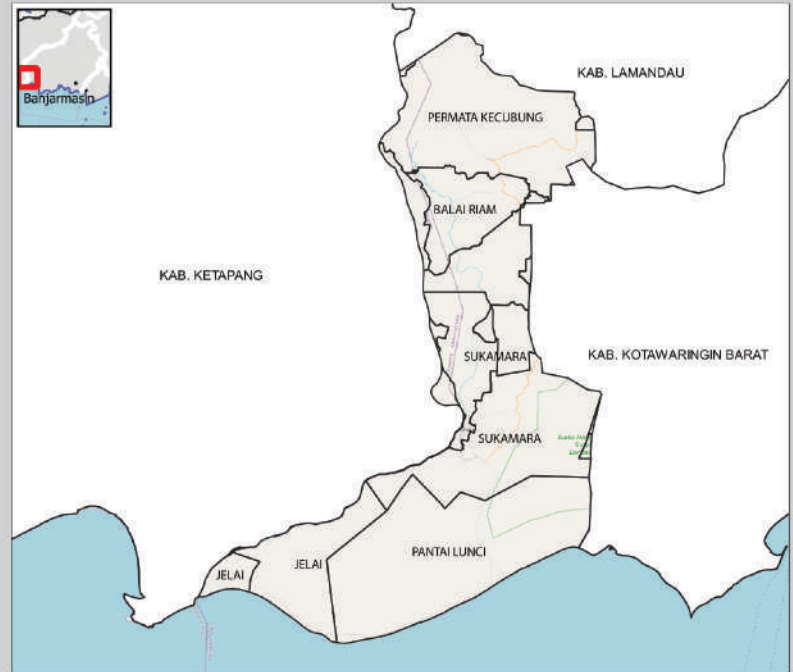 Banjarmasin
KAB. LAMANDAU
PERMATA KECUBUNG
BALAI RIAM
KAB. KETAPANG
SUKAMARA
KAB. KOTAWARINGIN BARAT
SUKAMARA
PANTAI LUNCI
JELAI
JELAI